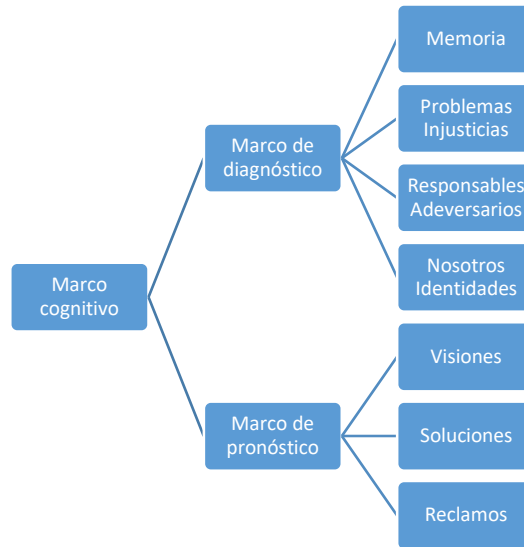 Memoria
Problemas
Injusticias
Marco de
diagnóstico
Responsables
Adeversarios
Nosotros
Identidades
Marco
cognitivo
Visiones
Marco de
pronóstico
Soluciones
Reclamos